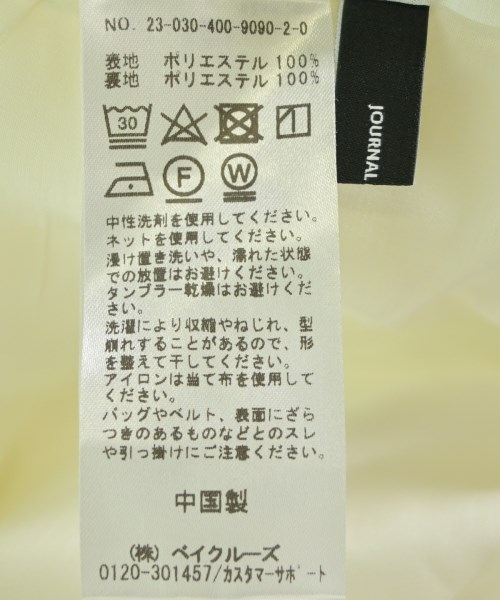 NO. 23-030-400-9090-2-0
表地 ポリエステル 100%
裏地 ポリエステル 100%
30
F
W
中性洗剤を使用してください。
ネットを使用してください。
浸け置き洗いや、濡れた状態
での放置はお避けください。
タンブラー乾燥はお避けくだ
さい。
洗濯により収縮やねじれ、型
崩れすることがあるので、形
を整えて干してください。
アイロンは当て布を使用して
ください。
バッグやベルト、表面にざら
つきのあるものなどとのスレ
や引っ掛けにご注意ください。
中国製
(株) ベイクルーズ
0120-301457/カスタマーサポート
JOURNAL